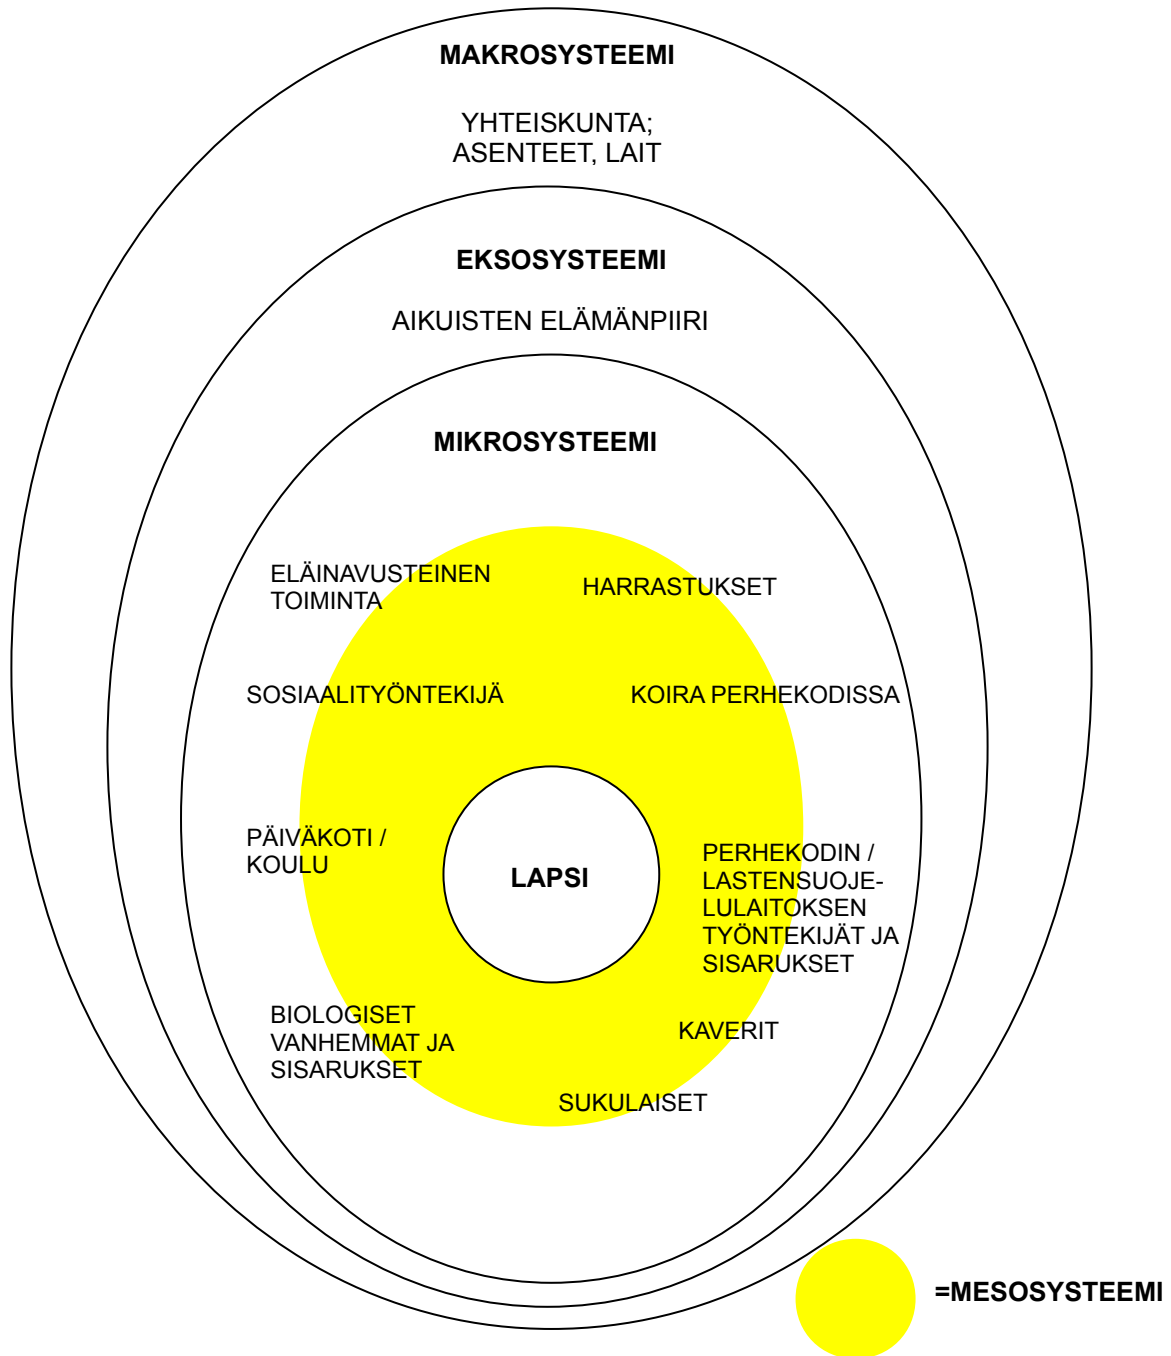 MAKROSYSTEEMI
YHTEISKUNTA;
ASENTEET, LAIT
EKSOSYSTEEMI
AIKUISTEN ELÄMÄNPIIRI
MIKROSYSTEEMI
ELÄINAVUSTEINEN
TOIMINTA
HARRASTUKSET
SOSIAALITYÖNTEKIJÄ
KOIRA PERHEKODISSA
PÄIVÄKOTI /
KOULU
LAPSI
PERHEKODIN /
LASTENSUOJE-
LULAITOKSEN
TYÖNTEKIJÄT JA
SISARUKSET
BIOLOGISET
VANHEMMAT JA
SISARUKSET
KAVERIT
SUKULAISET
=MESOSYSTEEMI